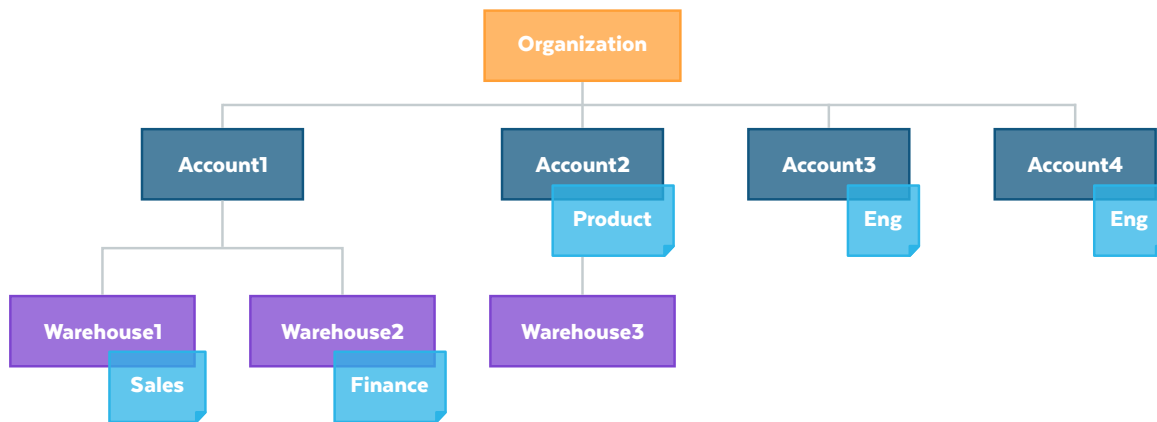 Organization
Account1
Account2
Account3
Account4
Product
Eng
Eng
Warehouse1
Warehouse2
Warehouse3
Sales
Finance